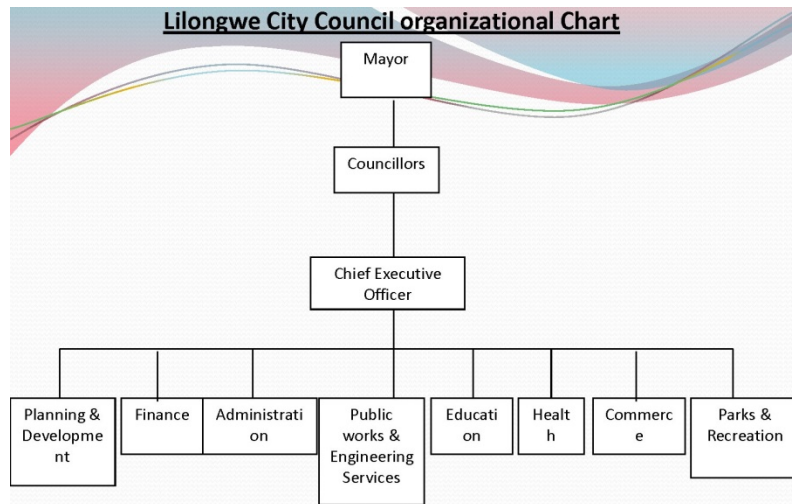 Lilongwe City Council organizational Chart
Mayor
Councillors
Chief Executive
Officer
Planning &
Developme
nt
Finance
Administrati
on
Public
works &
Engineering
Services
Educati
on
Healt
h
Commerc
e
Parks &
Recreation